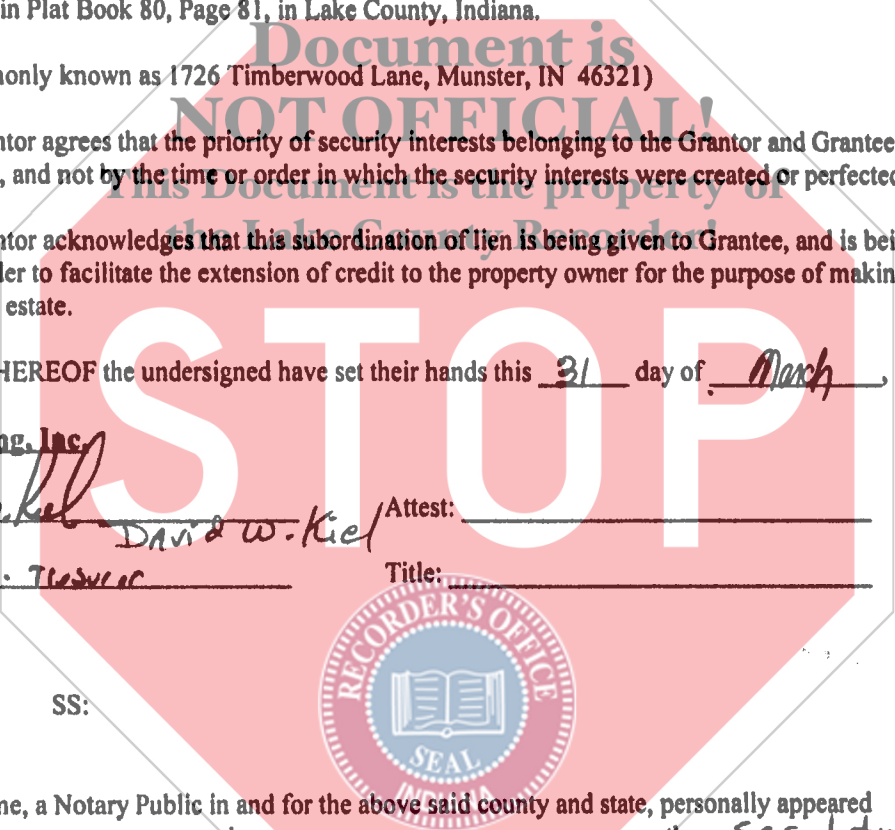 in Plat Book 80, Page 81, in Lake County, Indiana.
Document is
only known as 1726 Timberwood Lane, Munster, IN 46321)
NOT OFFICIAL!
ntor agrees that the priority of security interests belonging to the Grantor and Grantee
, and not by the time or order in which the security interests were created or perfected
This Document is the property of
the Lake County Recorder!
ntor acknowledges that this subordination of lien is being given to Grantee, and is bei
der to facilitate the extension of credit to the property owner for the purpose of makin
estate.
STOP
HEREOF the undersigned have set their hands this 31 day of March,
ng, Inc.
David W. Kiel Attest:
Title:
RECORDER'S OFFICE
SEAL
INDIANA
SS:
me, a Notary Public in and for the above said county and state, personally appeared